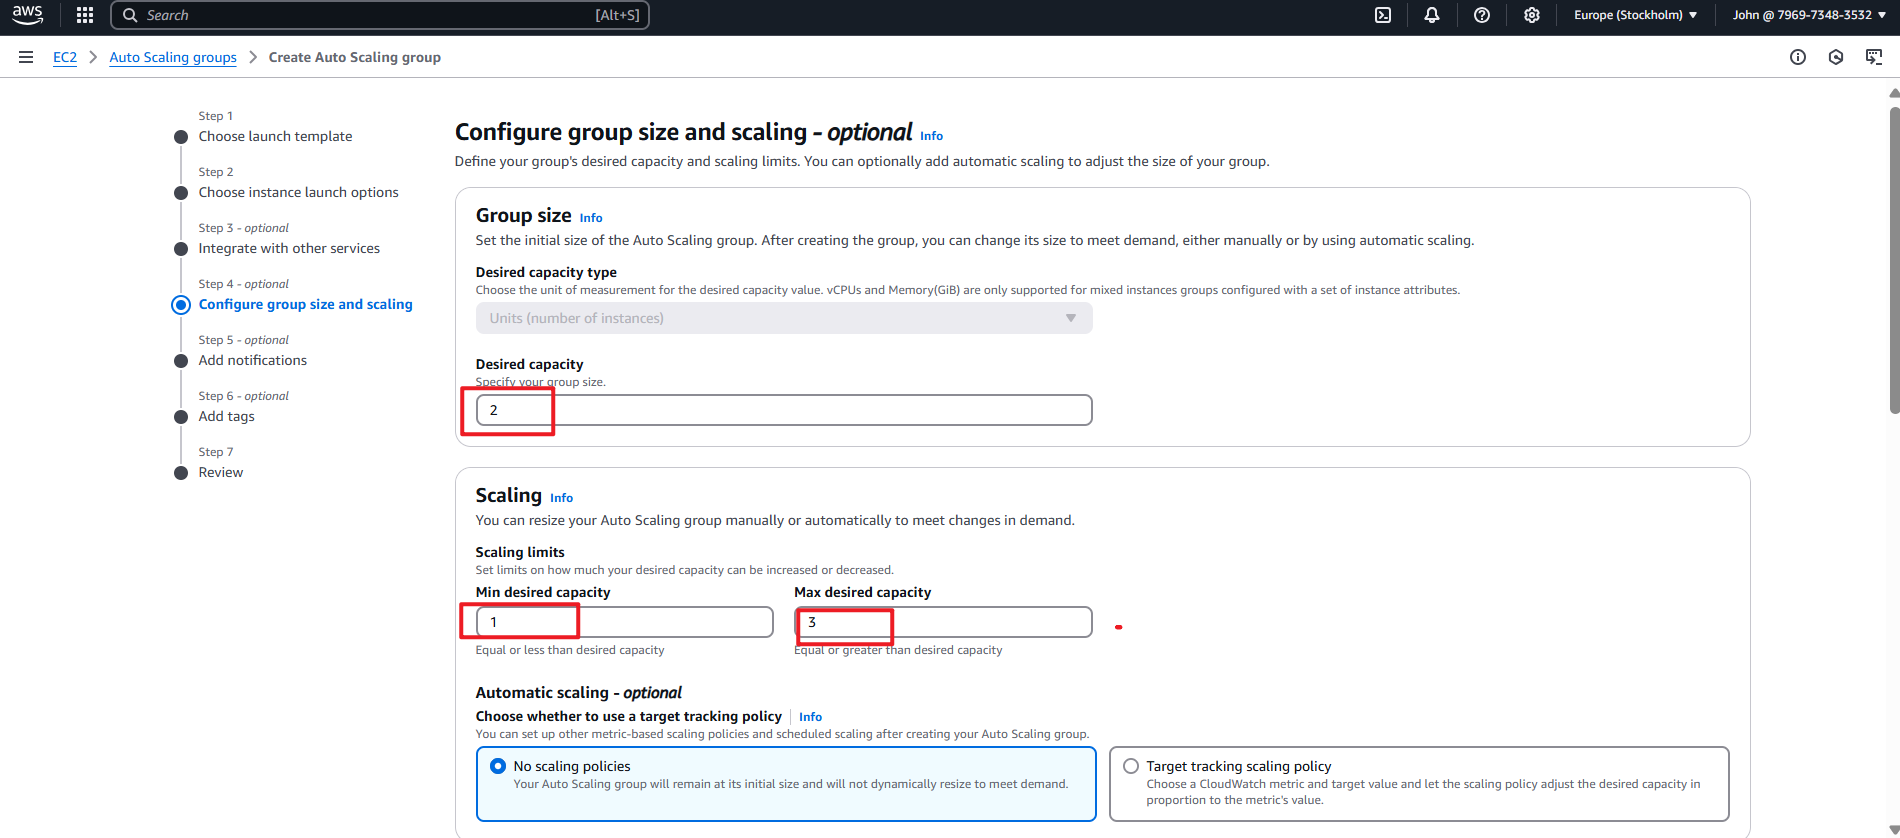 aws
Search [Alt+S]
Europe (Stockholm)
John @ 7969-7348-3532
EC2 > Auto Scaling groups > Create Auto Scaling group
Step 1
Choose launch template
Step 2
Choose instance launch options
Step 3 - optional
Integrate with other services
Step 4 - optional
Configure group size and scaling
Step 5 - optional
Add notifications
Step 6 - optional
Add tags
Step 7
Review
Configure group size and scaling - optional Info
Define your group's desired capacity and scaling limits. You can optionally add automatic scaling to adjust the size of your group.
Group size Info
Set the initial size of the Auto Scaling group. After creating the group, you can change its size to meet demand, either manually or by using automatic scaling.
Desired capacity type
Choose the unit of measurement for the desired capacity value. vCPUs and Memory(GiB) are only supported for mixed instances groups configured with a set of instance attributes.
Units (number of instances)
Desired capacity
Specify your group size.
2
Scaling Info
You can resize your Auto Scaling group manually or automatically to meet changes in demand.
Scaling limits
Set limits on how much your desired capacity can be increased or decreased.
Min desired capacity
1
Equal or less than desired capacity
Max desired capacity
3
Equal or greater than desired capacity
Automatic scaling - optional
Choose whether to use a target tracking policy Info
You can set up other metric-based scaling policies and scheduled scaling after creating your Auto Scaling group.
No scaling policies
Your Auto Scaling group will remain at its initial size and will not dynamically resize to meet demand.
Target tracking scaling policy
Choose a CloudWatch metric and target value and let the scaling policy adjust the desired capacity in
proportion to the metric's value.